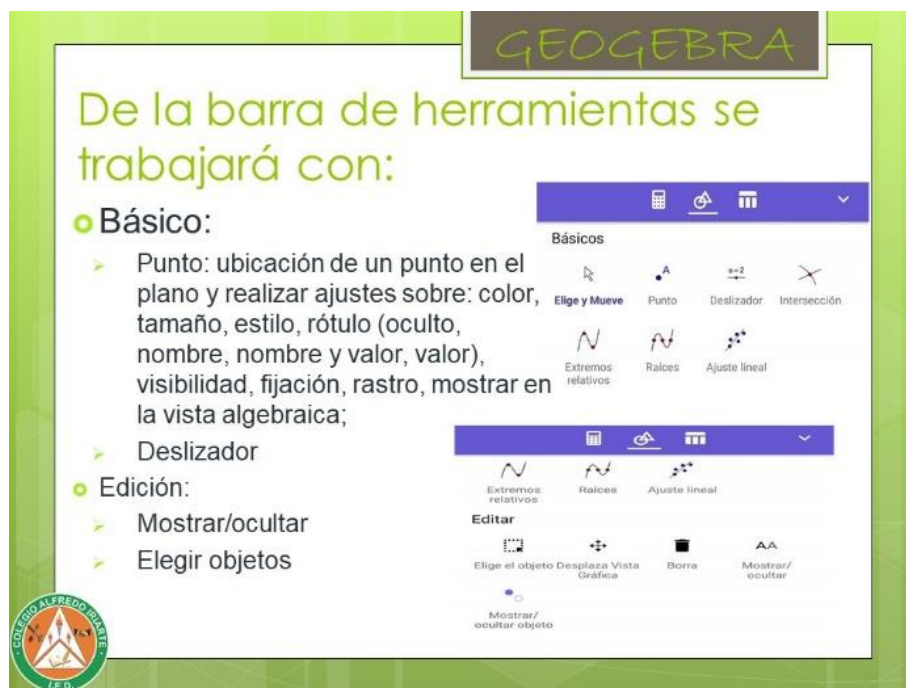 GEOGEBRA
De la barra de herramientas se
trabajará con:
Básico:
Punto: ubicación de un punto en el
plano y realizar ajustes sobre: color,
tamaño, estilo, rótulo (oculto,
nombre, nombre y valor, valor),
visibilidad, fijación, rastro, mostrar en
la vista algebraica;
Deslizador
Edición:
Mostrar/ocultar
Elegir objetos
Básicos
A
a=2
Elige y Mueve Punto Deslizador Intersección
Extremos Raíces Ajuste lineal
relativos
Extremos Raíces Ajuste lineal
relativos
Editar
AA
Elige el objeto Desplaza Vista Borra Mostrar/
Gráfica ocultar
Mostrar/
ocultar objeto
COLEGIO ALFREDO IRIARTE
I.E.D.